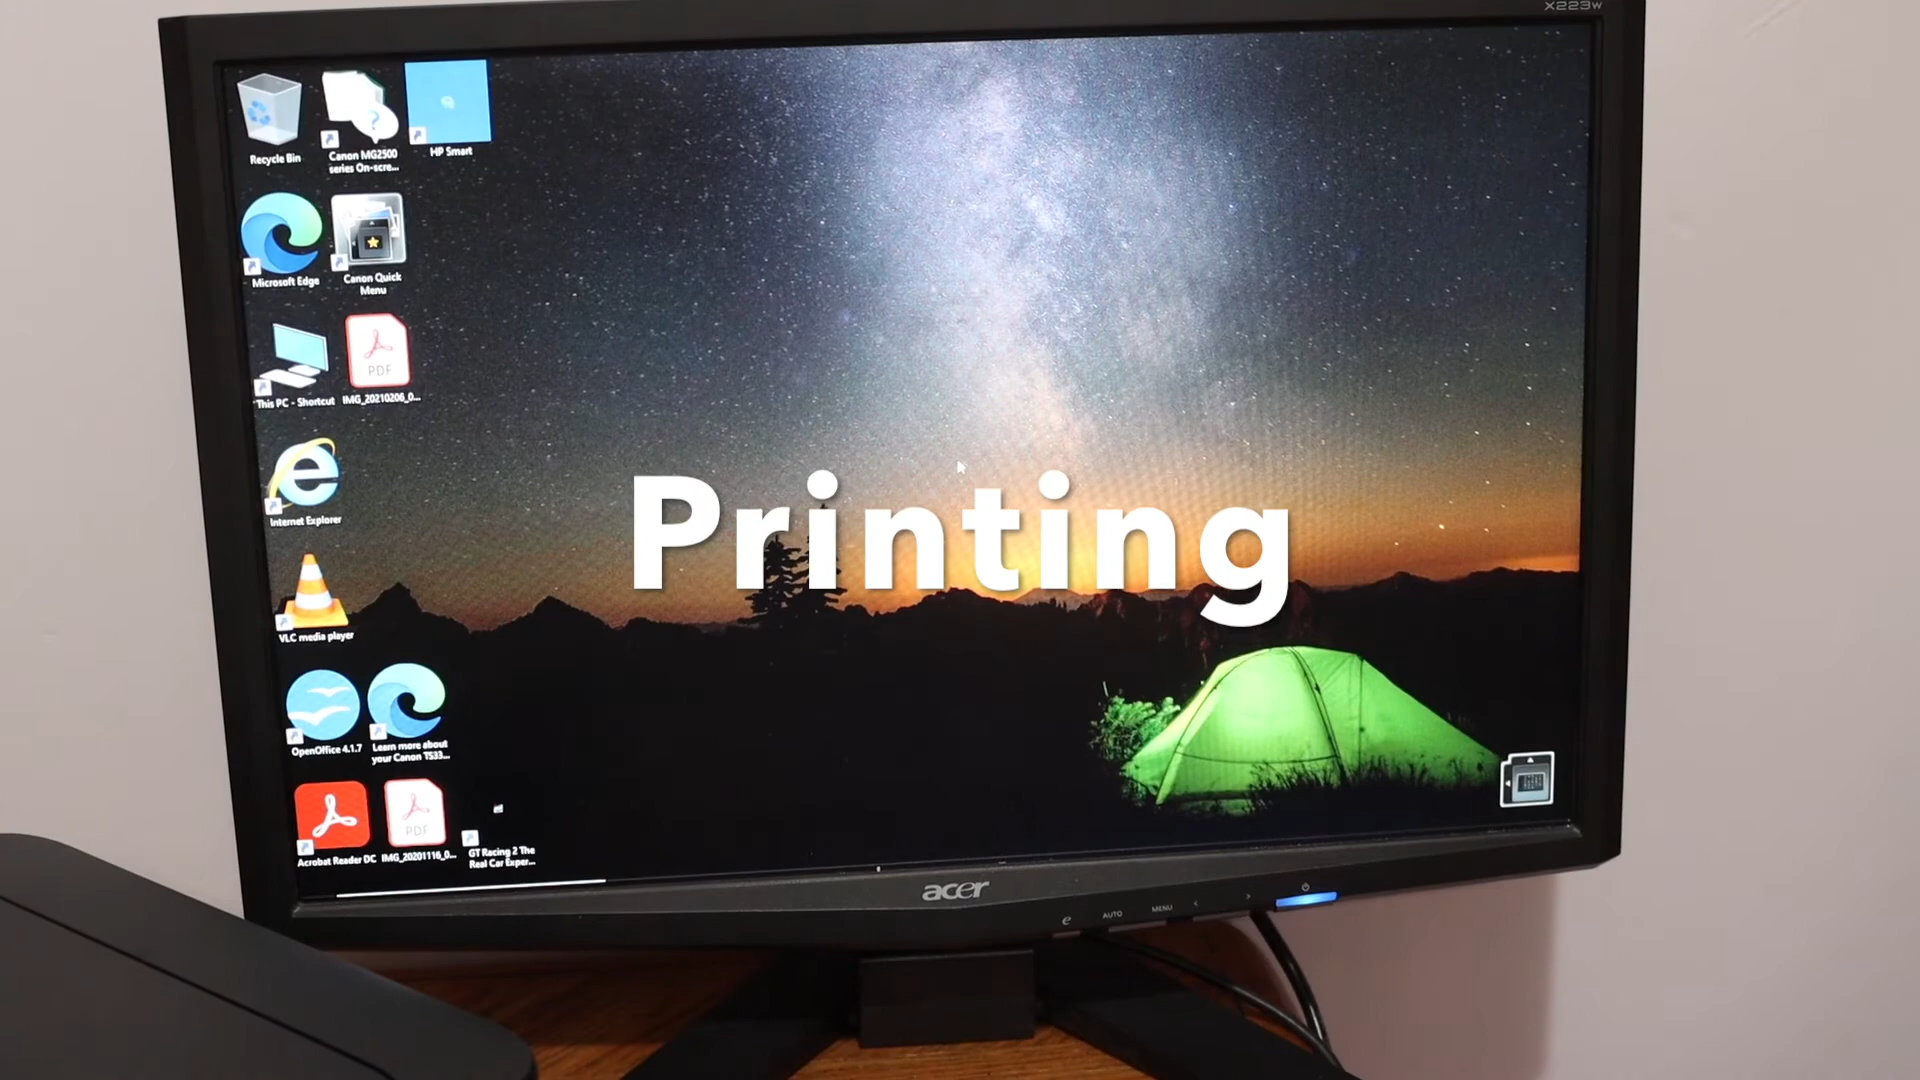 X223W
Recycle Bin
Canon MG2500
series On-scre...
HP Smart
Microsoft Edge
Canon Quick
Menu
This PC - Shortcut
PDF
IMG_20210206_0...
Internet Explorer
Printing
VLC media player
OpenOffice 4.1.7
Learn more about
your Canon TS33...
Acrobat Reader DC
PDF
IMG_20201116_0...
GT Racing 2 The
Real Car Exper...
acer
e
AUTO
MENU
<
>